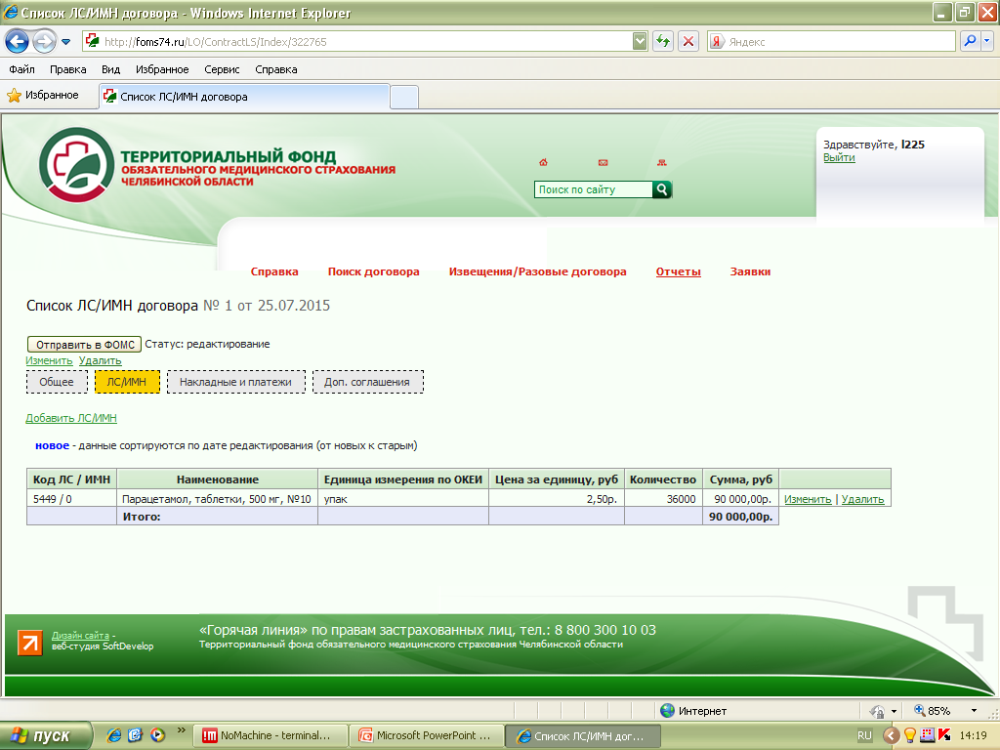 Список ЛС/ИМН договора - Windows Internet Explorer
http://foms74.ru/LO/ContractLS/Index/322765
Яндекс
Файл Правка Вид Избранное Сервис Справка
Избранное Список ЛС/ИМН договора
ТЕРРИТОРИАЛЬНЫЙ ФОНД
ОБЯЗАТЕЛЬНОГО МЕДИЦИНСКОГО СТРАХОВАНИЯ
ЧЕЛЯБИНСКОЙ ОБЛАСТИ
Поиск по сайту
Здравствуйте, l225
Выйти
Справка Поиск договора Извещения/Разовые договора Отчеты Заявки
Список ЛС/ИМН договора № 1 от 25.07.2015
Отправить в ФОМС Статус: редактирование
Изменить Удалить
Общее ЛС/ИМН Накладные и платежи Доп. соглашения
Добавить ЛС/ИМН
новое - данные сортируются по дате редактирования (от новых к старым)
Код ЛС / ИМН Наименование Единица измерения по ОКЕИ Цена за единицу, руб Количество Сумма, руб
5449 / 0 Парацетамол, таблетки, 500 мг, №10 упак 2,50р. 36000 90 000,00р. Изменить | Удалить
Итого: 90 000,00р.
«Горячая линия» по правам застрахованных лиц, тел.: 8 800 300 10 03
Территориальный фонд обязательного медицинского страхования Челябинской области
Дизайн сайта -
веб-студия SoftDevelop
Интернет 85%
пуск NoMachine - terminal... Microsoft PowerPoint ... Список ЛС/ИМН дог... RU 14:19